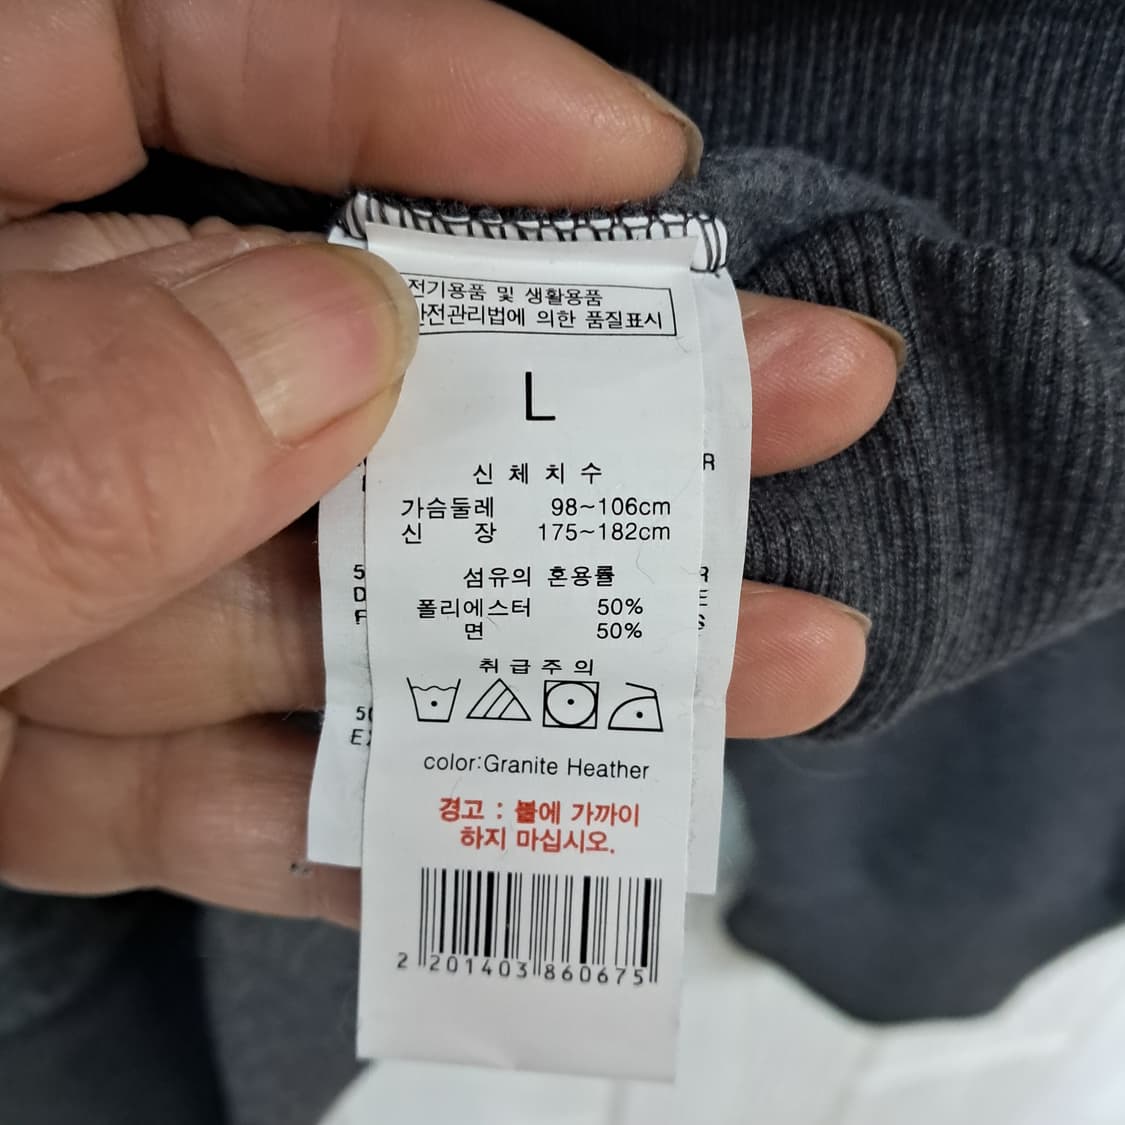 전기용품 및 생활용품
안전관리법에 의한 품질표시
L
신 체 치 수
가슴둘레 98~106cm
신 장 175~182cm
섬유의 혼용률
폴리에스터 50%
면 50%
취급주의
color:Granite Heather
경고 : 불에 가까이
하지 마십시오.
2 201403 860675